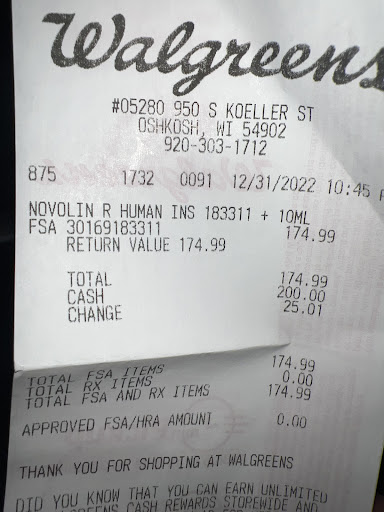 Walgreens
#05280 950 S KOELLER ST
OSHKOSH, WI 54902
920-303-1712
875 1732 0091 12/31/2022 10:45
NOVOLIN R HUMAN INS 183311 + 10ML
FSA 30169183311 174.99
RETURN VALUE 174.99
TOTAL 174.99
CASH 200.00
CHANGE 25.01
TOTAL FSA ITEMS 174.99
TOTAL RX ITEMS 0.00
TOTAL FSA AND RX ITEMS 174.99
APPROVED FSA/HRA AMOUNT 0.00
THANK YOU FOR SHOPPING AT WALGREENS
DID YOU KNOW THAT YOU CAN EARN UNLIMITED
CASH REWARDS STOREWIDE AND